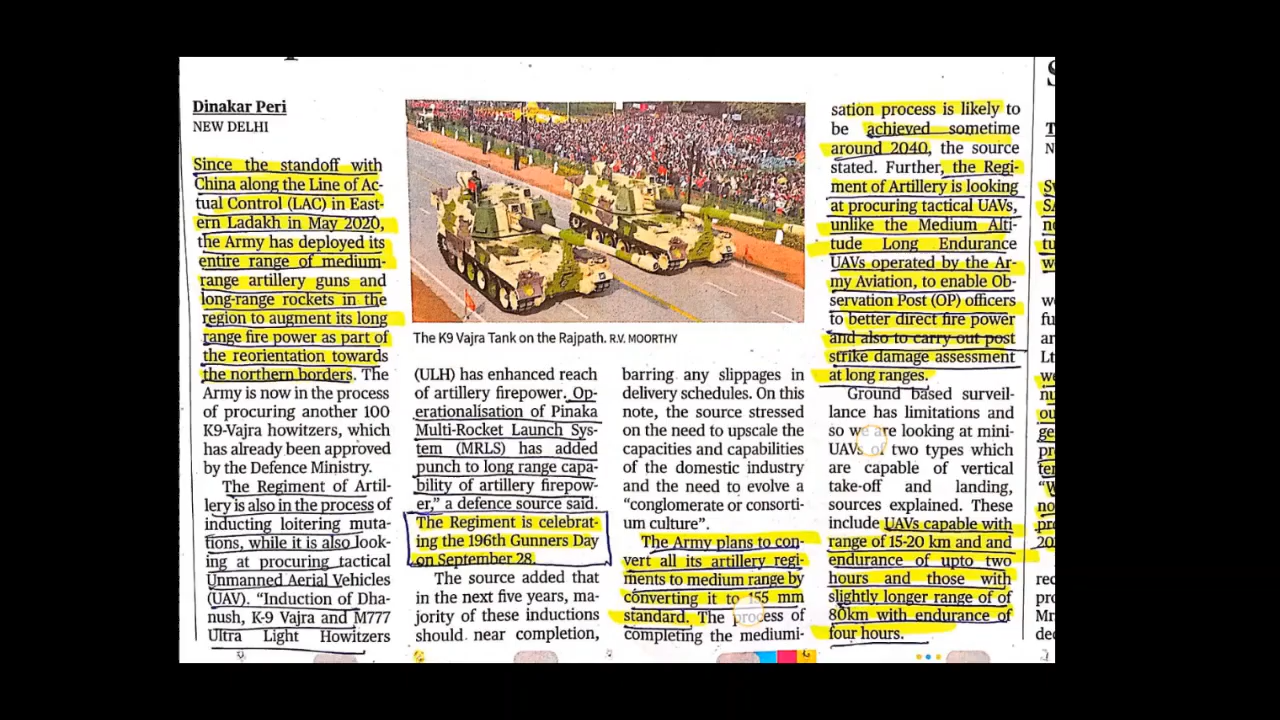 Dinakar Peri
NEW DELHI
Since the standoff with
China along the Line of Ac-
tual Control (LAC) in East-
ern Ladakh in May 2020,
the Army has deployed its
entire range of medium-
range artillery guns and
long-range rockets in the
region to augment its long
range fire power as part of
the reorientation towards
the northern borders. The
Army is now in the process
of procuring another 100
K9-Vajra howitzers, which
has already been approved
by the Defence Ministry.
The Regiment of Artil-
lery is also in the process of
inducting loitering muta-
tions, while it is also look-
ing at procuring tactical
Unmanned Aerial Vehicles
(UAV). “Induction of Dha-
nush, K-9 Vajra and M777
Ultra Light Howitzers
The K9 Vajra Tank on the Rajpath. R.V. MOORTHY
(ULH) has enhanced reach
of artillery firepower. Op-
erationalisation of Pinaka
Multi-Rocket Launch Sys-
tem (MRLS) has added
punch to long range capa-
bility of artillery firepow-
er,” a defence source said.
The Regiment is celebrat-
ing the 196th Gunners Day
on September 28.
The source added that
in the next five years, ma-
jority of these inductions
should near completion,
barring any slippages in
delivery schedules. On this
note, the source stressed
on the need to upscale the
capacities and capabilities
of the domestic industry
and the need to evolve a
“conglomerate or consorti-
um culture”.
The Army plans to con-
vert all its artillery regi-
ments to medium range by
converting it to 155 mm
standard. The process of
completing the mediumi-
sation process is likely to
be achieved sometime
around 2040, the source
stated. Further, the Regi-
ment of Artillery is looking
at procuring tactical UAVs,
unlike the Medium Alti-
tude Long Endurance
UAVs operated by the Ar-
my Aviation, to enable Ob-
servation Post (OP) officers
to better direct fire power
and also to carry out post
strike damage assessment
at long ranges.
Ground based surveil-
lance has limitations and
so we are looking at mini-
UAVs of two types which
are capable of vertical
take-off and landing,
sources explained. These
include UAVs capable with
range of 15-20 km and and
endurance of upto two
hours and those with
slightly longer range of of
80km with endurance of
four hours.